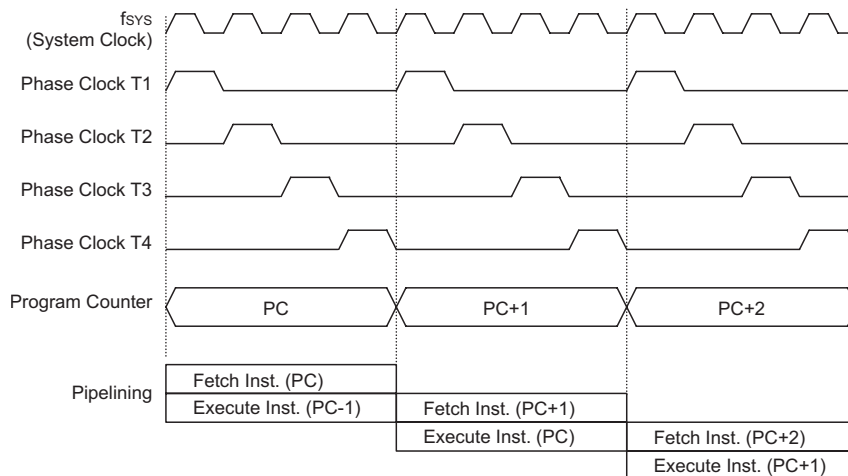 fSYS
(System Clock)
Phase Clock T1
Phase Clock T2
Phase Clock T3
Phase Clock T4
Program Counter
PC
PC+1
PC+2
Pipelining
Fetch Inst. (PC)
Execute Inst. (PC-1)
Fetch Inst. (PC+1)
Execute Inst. (PC)
Fetch Inst. (PC+2)
Execute Inst. (PC+1)